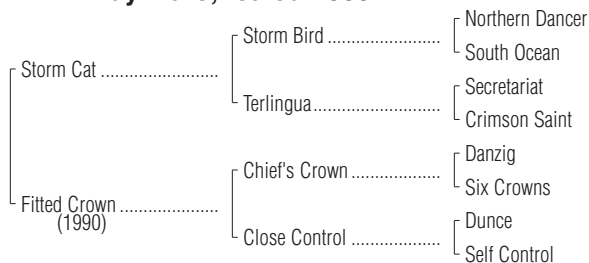 Northern Dancer
Storm Bird ........................
South Ocean
Storm Cat .........................
Secretariat
Terlingua...........................
Crimson Saint
Danzig
Chief's Crown ...................
Six Crowns
Fitted Crown .....................
(1990)
Dunce
Close Control ....................
Self Control